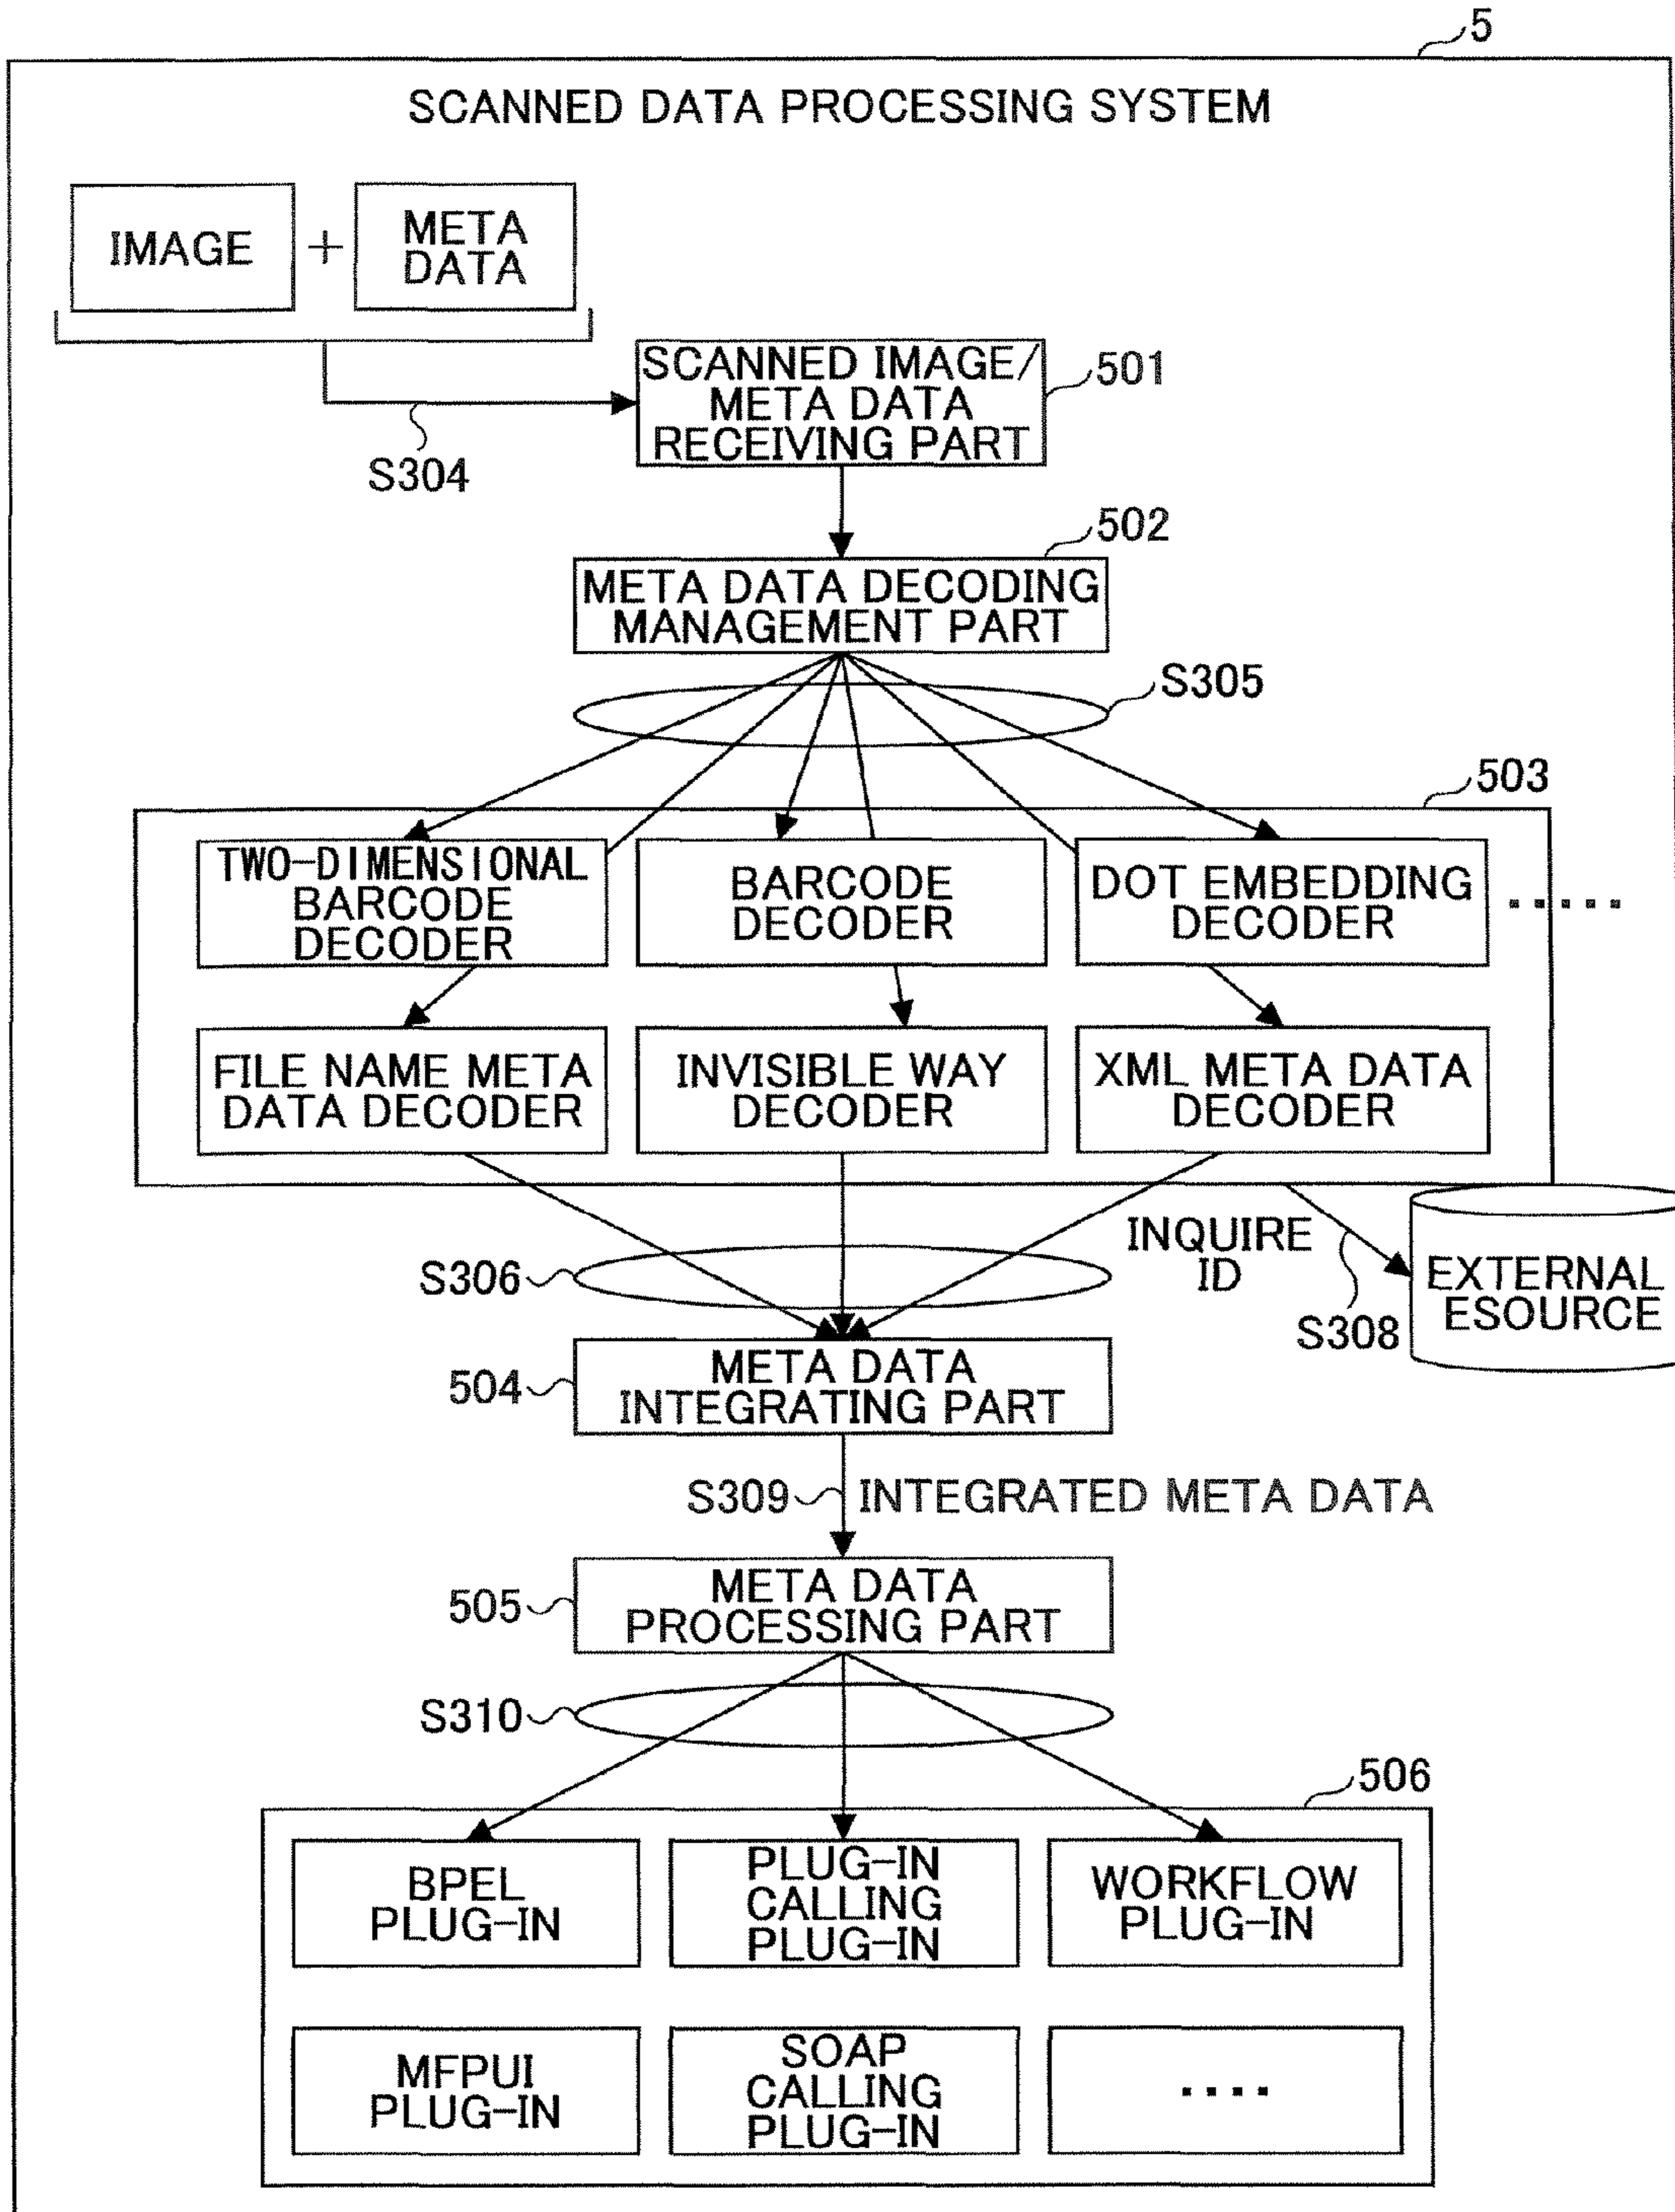 5
SCANNED DATA PROCESSING SYSTEM
IMAGE
+
META
DATA
SCANNED IMAGE/
META DATA
RECEIVING PART
501
S304
502
META DATA DECODING
MANAGEMENT PART
S305
503
TWO-DIMENSIONAL
BARCODE
DECODER
BARCODE
DECODER
DOT EMBEDDING
DECODER
.....
FILE NAME META
DATA DECODER
INVISIBLE WAY
DECODER
XML META DATA
DECODER
S306
INQUIRE
ID
S308
EXTERNAL
ESOURCE
504
META DATA
INTEGRATING PART
S309
INTEGRATED META DATA
505
META DATA
PROCESSING PART
S310
506
BPEL
PLUG-IN
PLUG-IN
CALLING
PLUG-IN
WORKFLOW
PLUG-IN
MFPUI
PLUG-IN
SOAP
CALLING
PLUG-IN
....